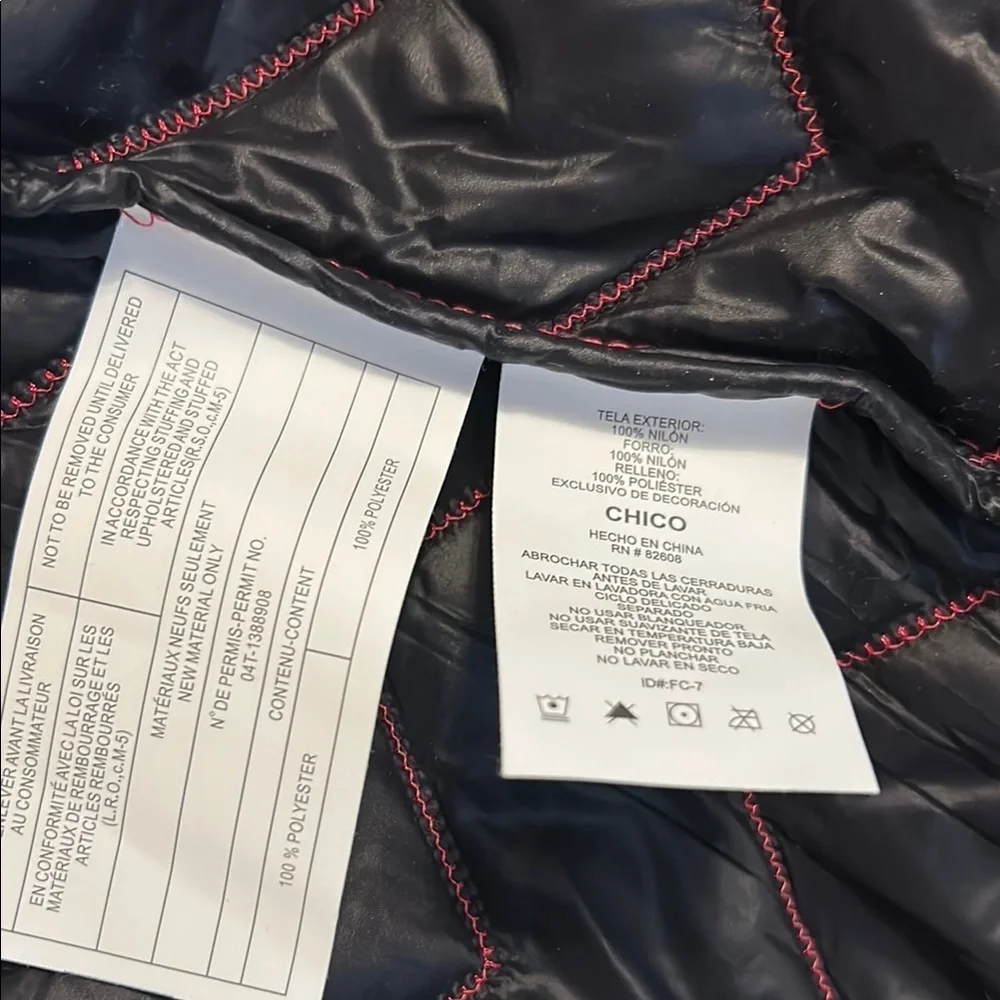 NOT TO BE REMOVED UNTIL DELIVERED
TO THE CONSUMER
IN ACCORDANCE WITH THE ACT
RESPECTING STUFFING AND
UPHOLSTERED AND STUFFED
ARTICLES(R.S.O.,c.M-5)
AVANT LA LIVRAISON
AU CONSOMMATEUR
EN CONFORMITÉ AVEC LA LOI SUR LES
MATÉRIAUX DE REMBOURRAGE ET LES
ARTICLES REMBOURRÉS
(L.R.O.,c.M-5)
MATÉRIAUX NEUFS SEULEMENT
NEW MATERIAL ONLY
N° DE PERMIS-PERMIT NO.
04T-1388908
CONTENU-CONTENT
100% POLYESTER
100 % POLYESTER
TELA EXTERIOR:
100% NILÓN
FORRO:
100% NILÓN
RELLENO:
100% POLIÉSTER
EXCLUSIVO DE DECORACIÓN
CHICO
HECHO EN CHINA
RN # 82608
ABROCHAR TODAS LAS CERRADURAS
ANTES DE LAVAR.
LAVAR EN LAVADORA CON AGUA FRIA
CICLO DELICADO
SEPARADO
NO USAR BLANQUEADOR
NO USAR SUAVIZANTE DE TELA
SECAR EN TEMPERATURA BAJA
REMOVER PRONTO
NO PLANCHAR
NO LAVAR EN SECO
ID#:FC-7